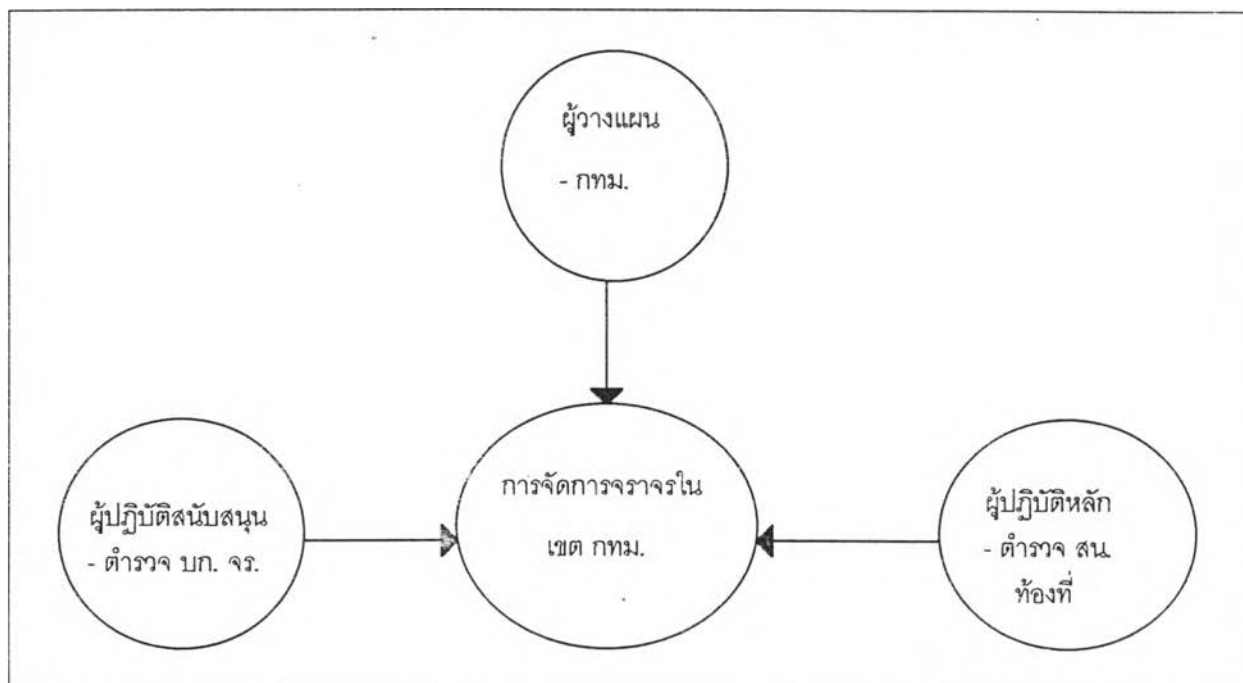 ผู้วางแผน
- กทม.
การจัดการจราจรใน
เขต กทม.
ผู้ปฏิบัติสนับสนุน
- ตำรวจ บก. จร.
ผู้ปฏิบัติหลัก
- ตำรวจ สน.
ท้องที่